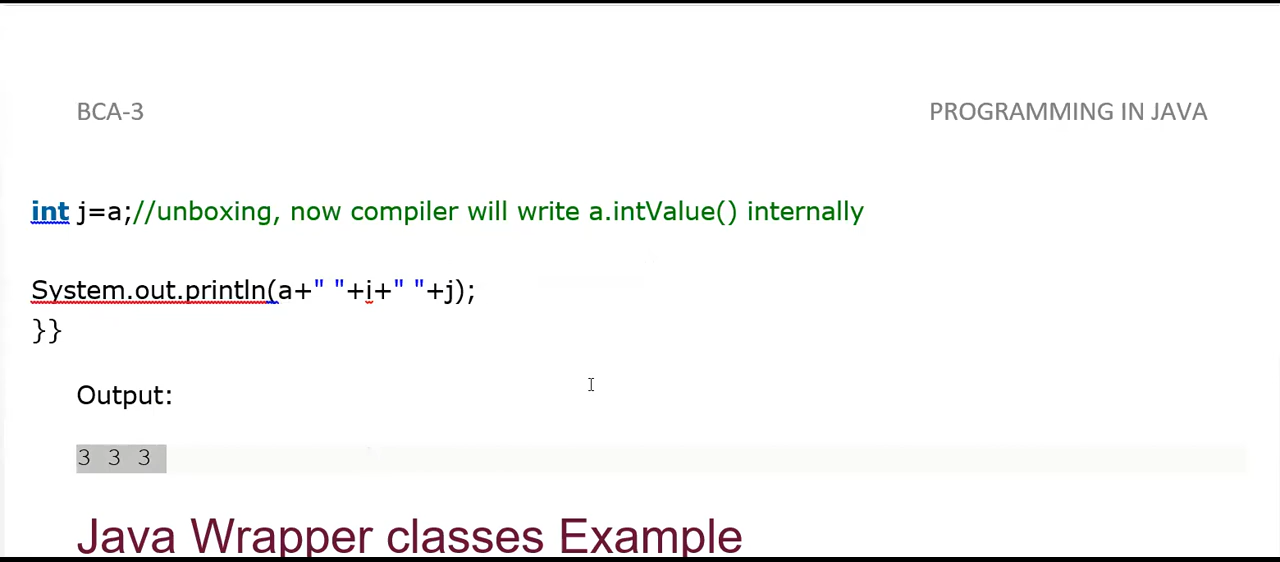 BCA-3 PROGRAMMING IN JAVA
int j=a;//unboxing, now compiler will write a.intValue() internally
System.out.println(a+" "+i+" "+j);
}}
Output:
3 3 3
Java Wrapper classes Example